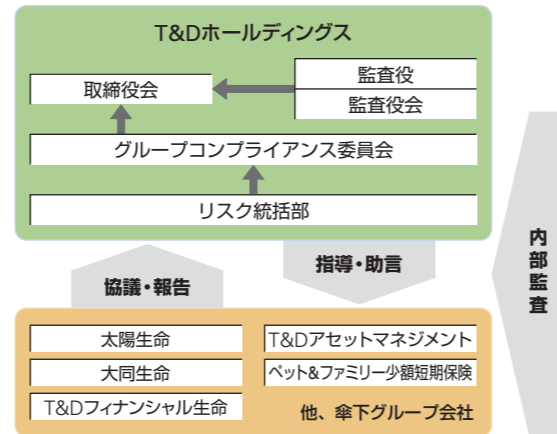 T&Dホールディングス
取締役会
監査役
監査役会
グループコンプライアンス委員会
リスク統括部
協議・報告
指導・助言
内部監査
太陽生命
大同生命
T&Dフィナンシャル生命
T&Dアセットマネジメント
ペット&ファミリー少額短期保険
他、傘下グループ会社